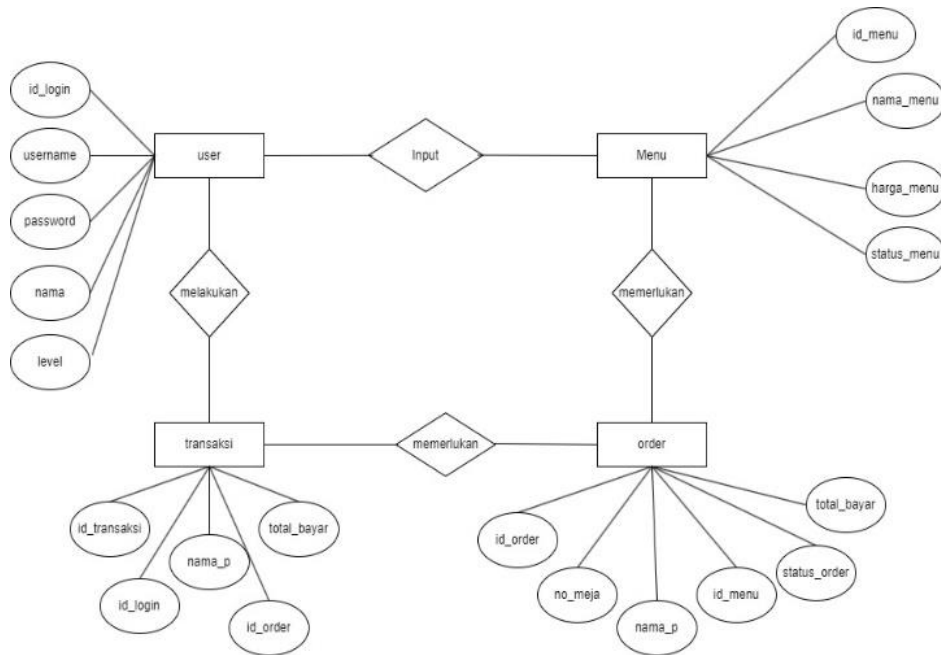 id_menu
id_login
nama_menu
username
user
Input
Menu
harga_menu
password
status_menu
nama
melakukan
memerlukan
level
transaksi
memerlukan
order
id_transaksi
total_bayar
nama_p
id_login
id_order
id_order
total_bayar
no_meja
nama_p
id_menu
status_order